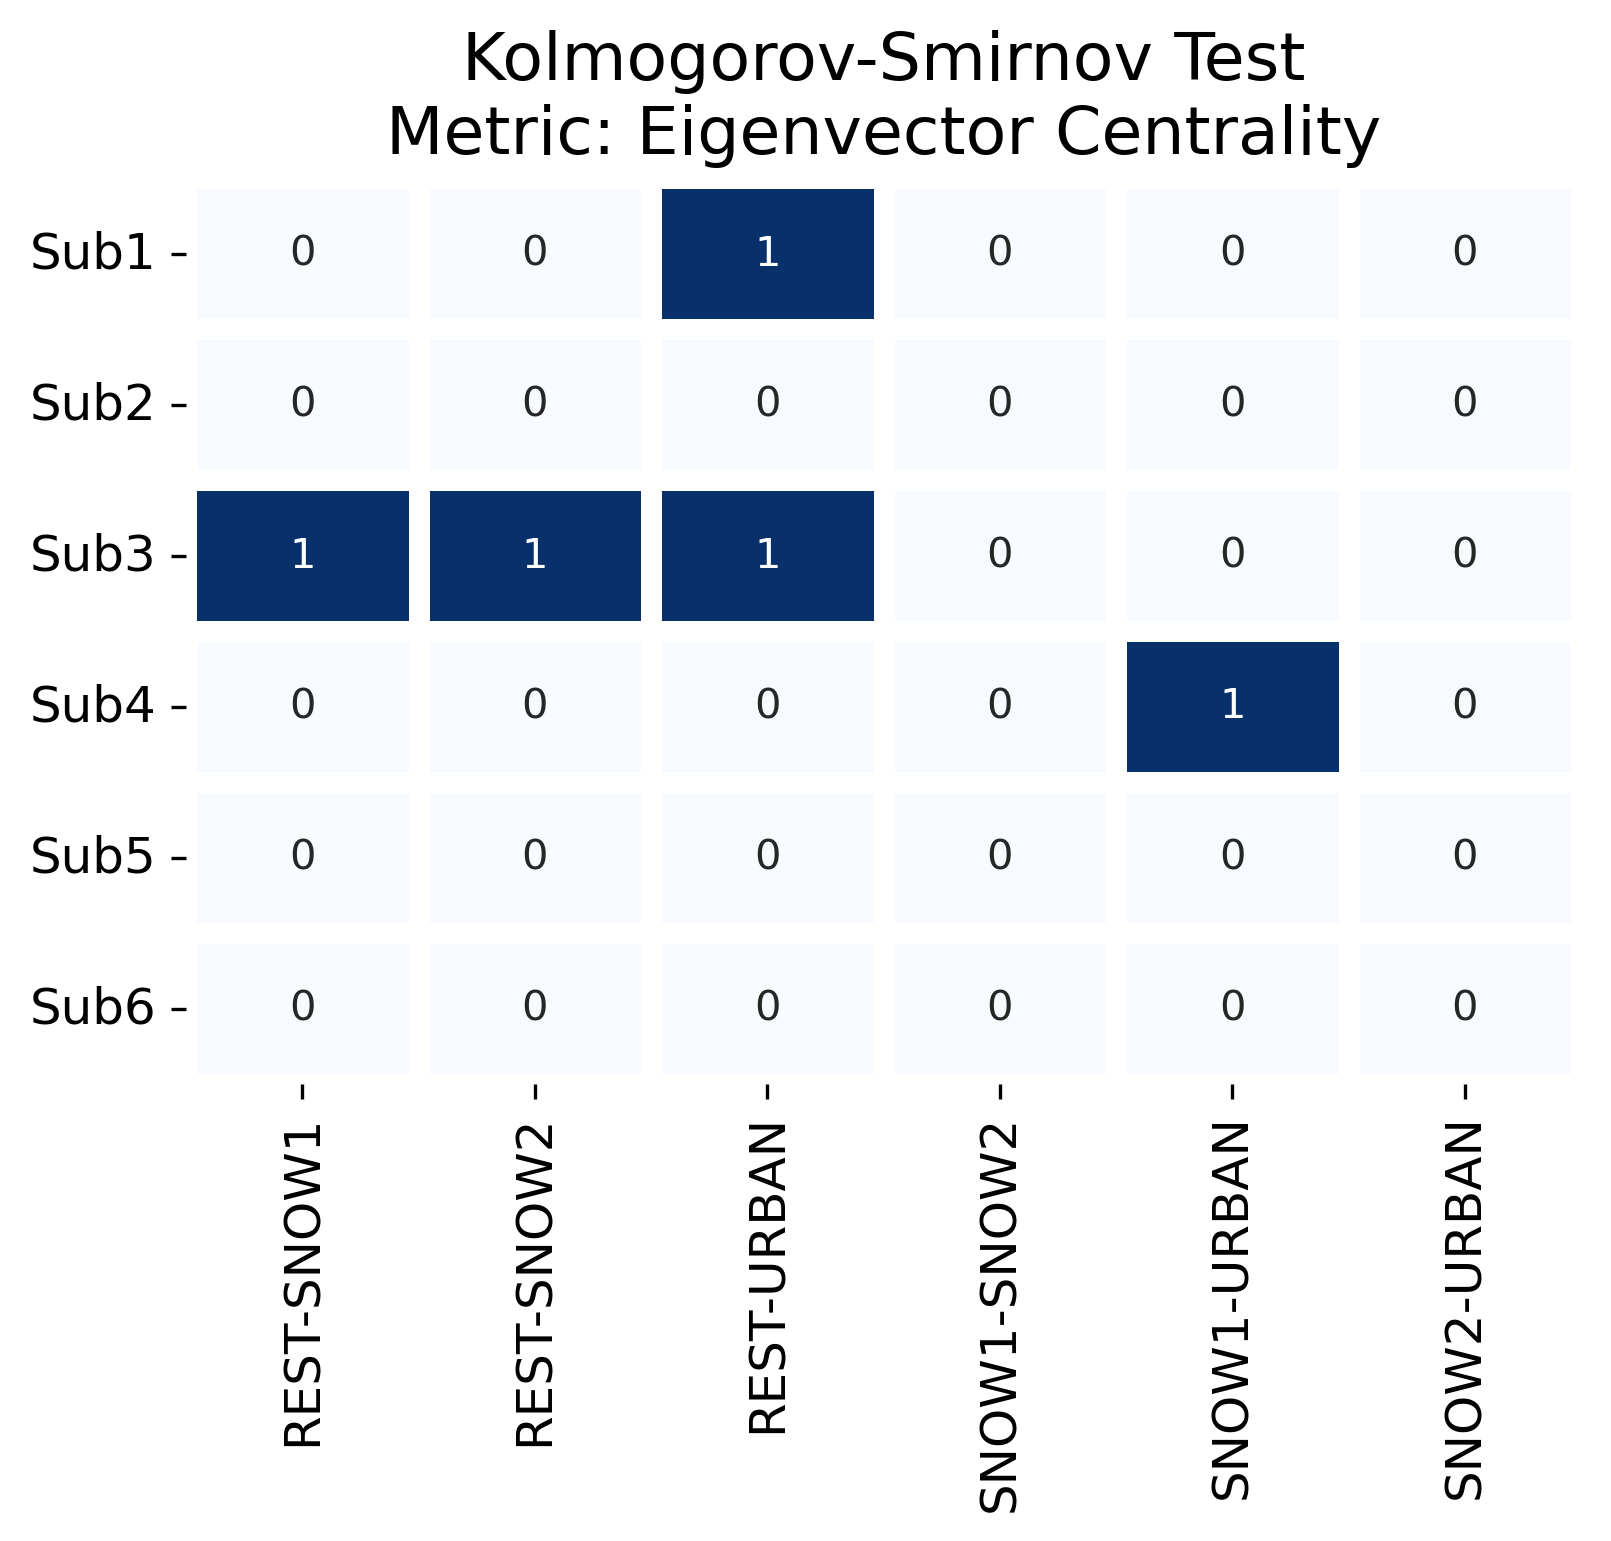 Kolmogorov-Smirnov Test
Metric: Eigenvector Centrality
Sub1 0 0 1 0 0 0
Sub2 0 0 0 0 0 0
Sub3 1 1 1 0 0 0
Sub4 0 0 0 0 1 0
Sub5 0 0 0 0 0 0
Sub6 0 0 0 0 0 0
REST-SNOW1
REST-SNOW2
REST-URBAN
SNOW1-SNOW2
SNOW1-URBAN
SNOW2-URBAN